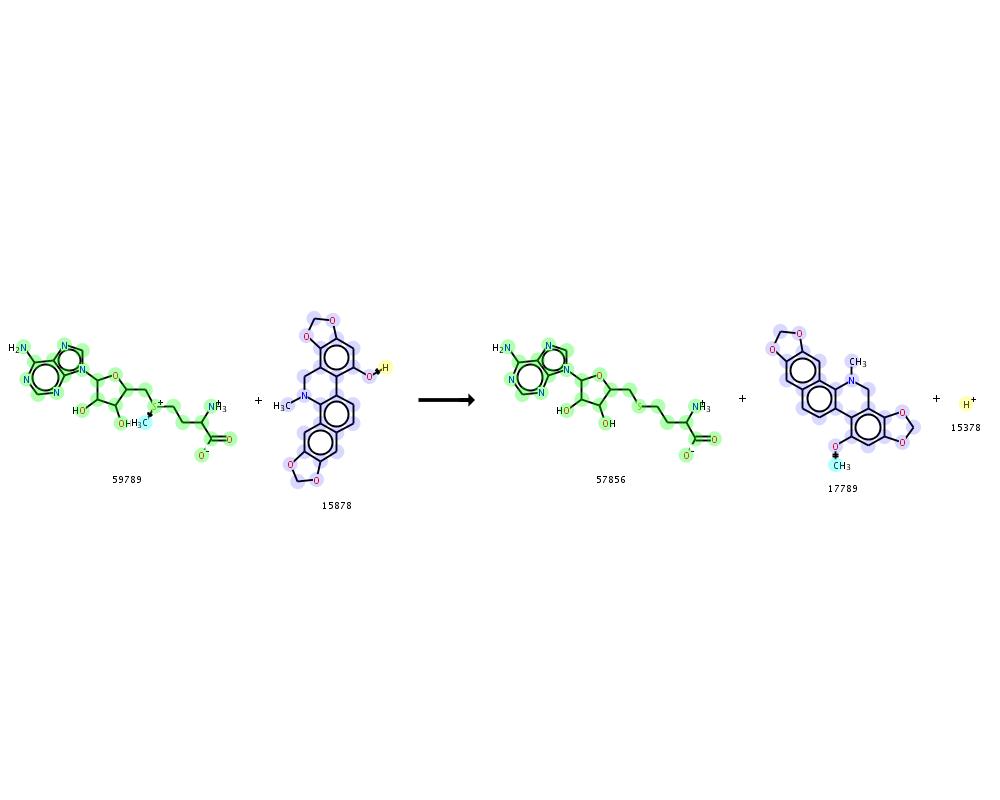 H2N N N N N N O HO OH H3C S+ NH3+ O O-
59789
+
O O O H N H3C O O
15878
+
H2N N N N N N O HO OH S NH3+ O O-
57856
+
O O N CH3 O O O CH3
17789
+
H+
15378